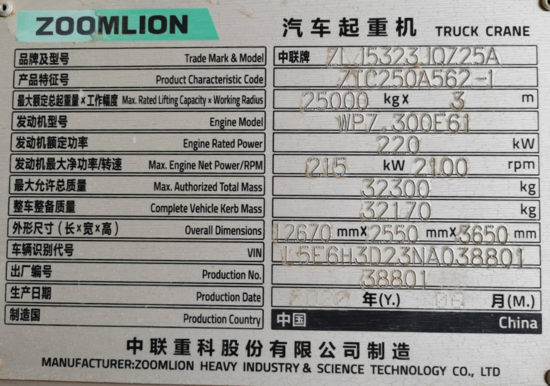 ZOOMLION 汽车起重机 TRUCK CRANE
品牌及型号 Trade Mark & Model 中联牌 ZLJ5323JQZ25A
产品特征号 Product Characteristic Code ZTC250A562-1
最大额定总起重量×工作幅度 Max. Rated Lifting Capacity × Working Radius 25000 kg× 3 m
发动机型号 Engine Model WP7.300E61
发动机额定功率 Engine Rated Power 220 kW
发动机最大净功率/转速 Max. Engine Net Power/RPM 215 kW 2100 rpm
最大允许总质量 Max. Authorized Total Mass 32300 kg
整车整备质量 Complete Vehicle Kerb Mass 32170 kg
外形尺寸(长×宽×高) Overall Dimensions 12670 mm× 2550 mm× 3650 mm
车辆识别代号 VIN L5E6H3D23NA038801
出厂编号 Production No. 38801
生产日期 Production Date 年(Y.) 月(M.)
制造国 Production Country 中国 China
中联重科股份有限公司制造
MANUFACTURER:ZOOMLION HEAVY INDUSTRY & SCIENCE TECHNOLOGY CO., LTD